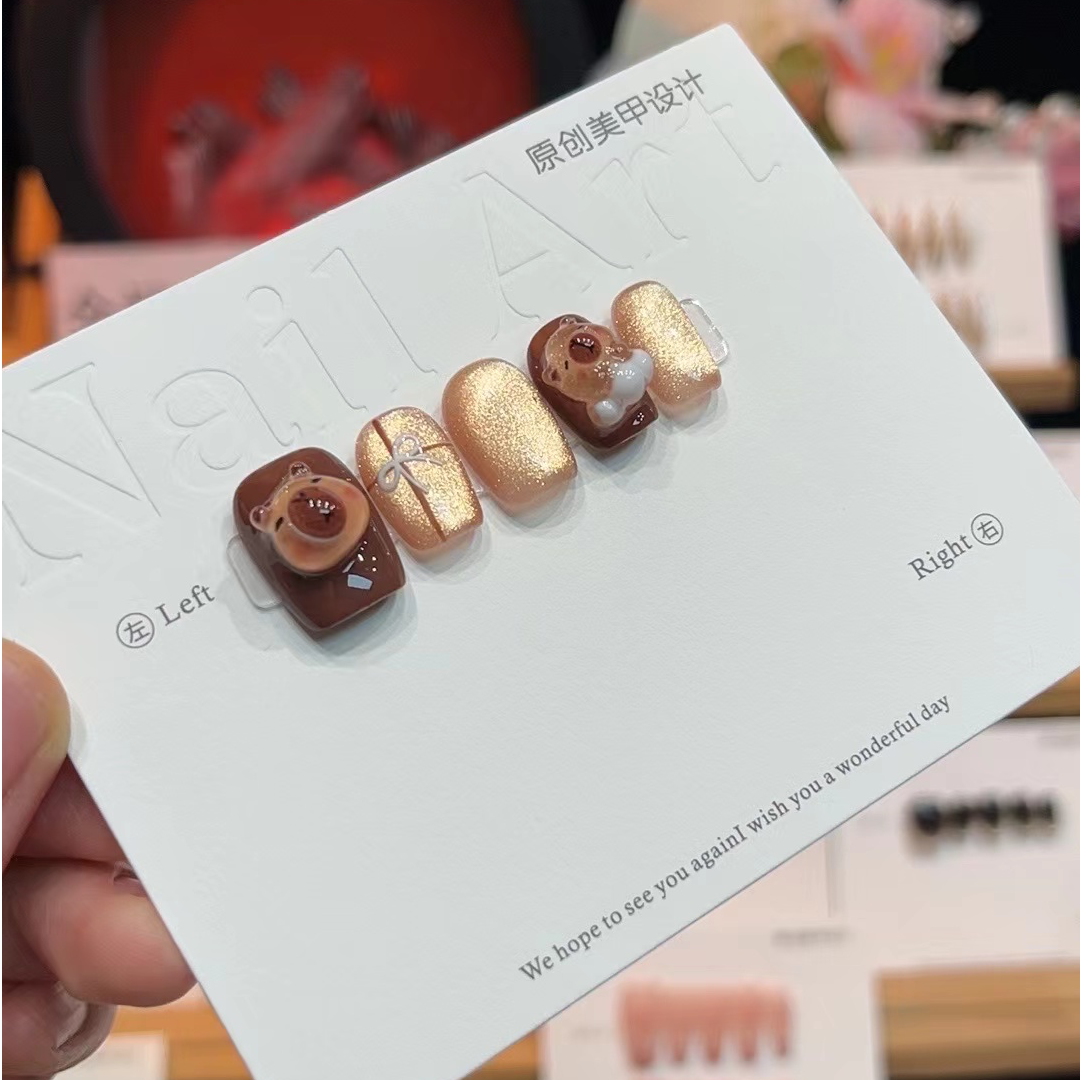 原创美甲设计
Nail Art
左 Left
Right 右
We hope to see you againI wish you a wonderful day